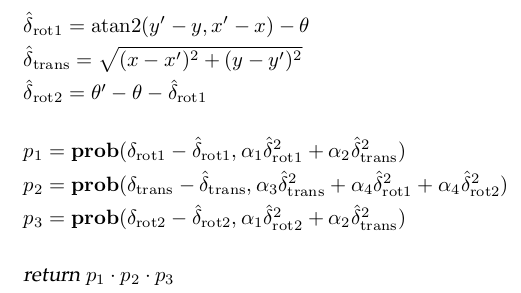 δ̂_rot1 = atan2(y′ − y, x′ − x) − θ
δ̂_trans = √((x − x′)² + (y − y′)²)
δ̂_rot2 = θ′ − θ − δ̂_rot1
p₁ = prob(δ_rot1 − δ̂_rot1, α₁δ̂²_rot1 + α₂δ̂²_trans)
p₂ = prob(δ_trans − δ̂_trans, α₃δ̂²_trans + α₄δ̂²_rot1 + α₄δ̂²_rot2)
p₃ = prob(δ_rot2 − δ̂_rot2, α₁δ̂²_rot2 + α₂δ̂²_trans)
return p₁ · p₂ · p₃